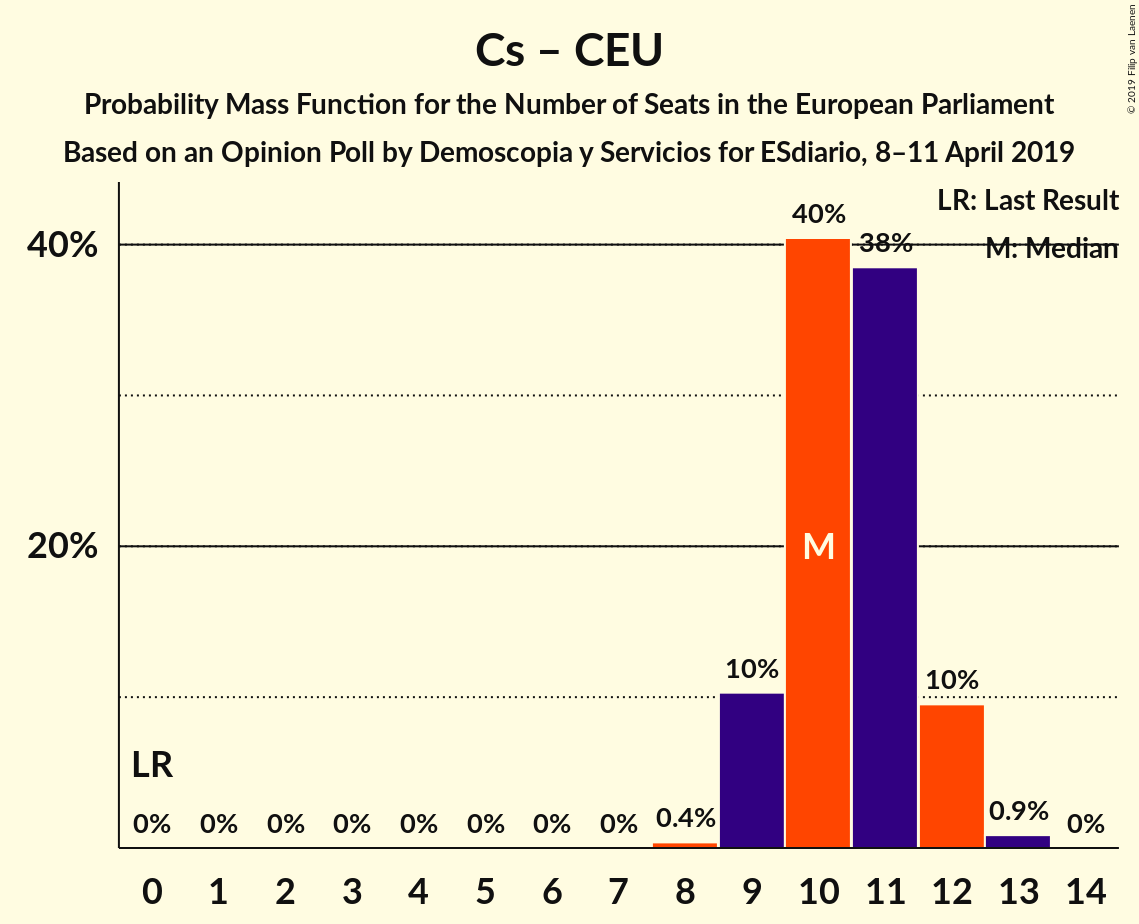 Cs – CEU
Probability Mass Function for the Number of Seats in the European Parliament
Based on an Opinion Poll by Demoscopia y Servicios for ESdiario, 8–11 April 2019
© 2019 Filip van Laenen
LR: Last Result
M: Median
40%
20%
40%
38%
M
10%
10%
LR
0% 0% 0% 0% 0% 0% 0% 0% 0.4% 0.9% 0%
0 1 2 3 4 5 6 7 8 9 10 11 12 13 14